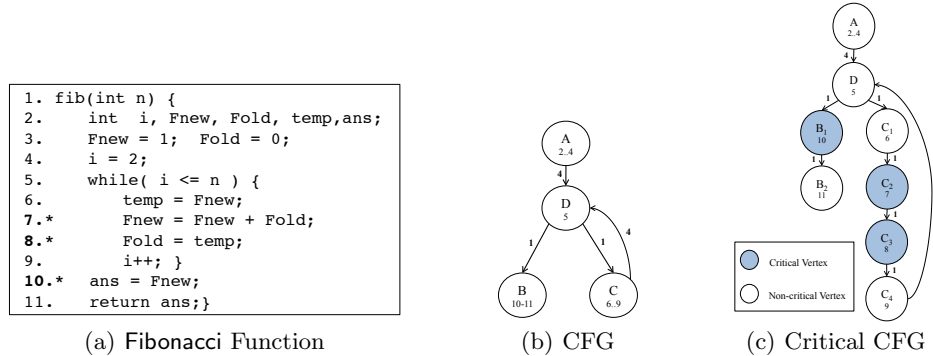 1. fib(int n) {
2. int i, Fnew, Fold, temp,ans;
3. Fnew = 1; Fold = 0;
4. i = 2;
5. while( i <= n ) {
6. temp = Fnew;
7.* Fnew = Fnew + Fold;
8.* Fold = temp;
9. i++; }
10.* ans = Fnew;
11. return ans;}
(a) Fibonacci Function
A
2..4
4
D
5
1
1
4
B
10-11
C
6..9
(b) CFG
A
2..4
4
D
5
1
1
B1
10
C1
6
1
1
B2
11
C2
7
1
C3
8
1
C4
9
Critical Vertex
Non-critical Vertex
(c) Critical CFG